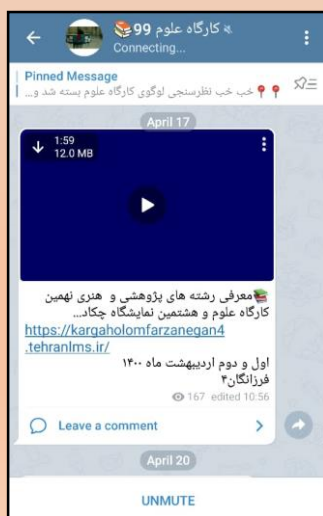 کارگاه علوم 99
Connecting...
Pinned Message
خب خب نظرسنجی لوگوی کارگاه علوم بسته شد و...
April 17
1:59
12.0 MB
معرفی رشته های پژوهشی و هنری نهمین
کارگاه علوم و هشتمین نمایشگاه چکاد...
https://kargaholomfarzanegan4
.tehranlms.ir/
اول و دوم اردیبهشت ماه ۱۴۰۰
فرزانگان۴
167 edited 10:56
Leave a comment
April 20
UNMUTE